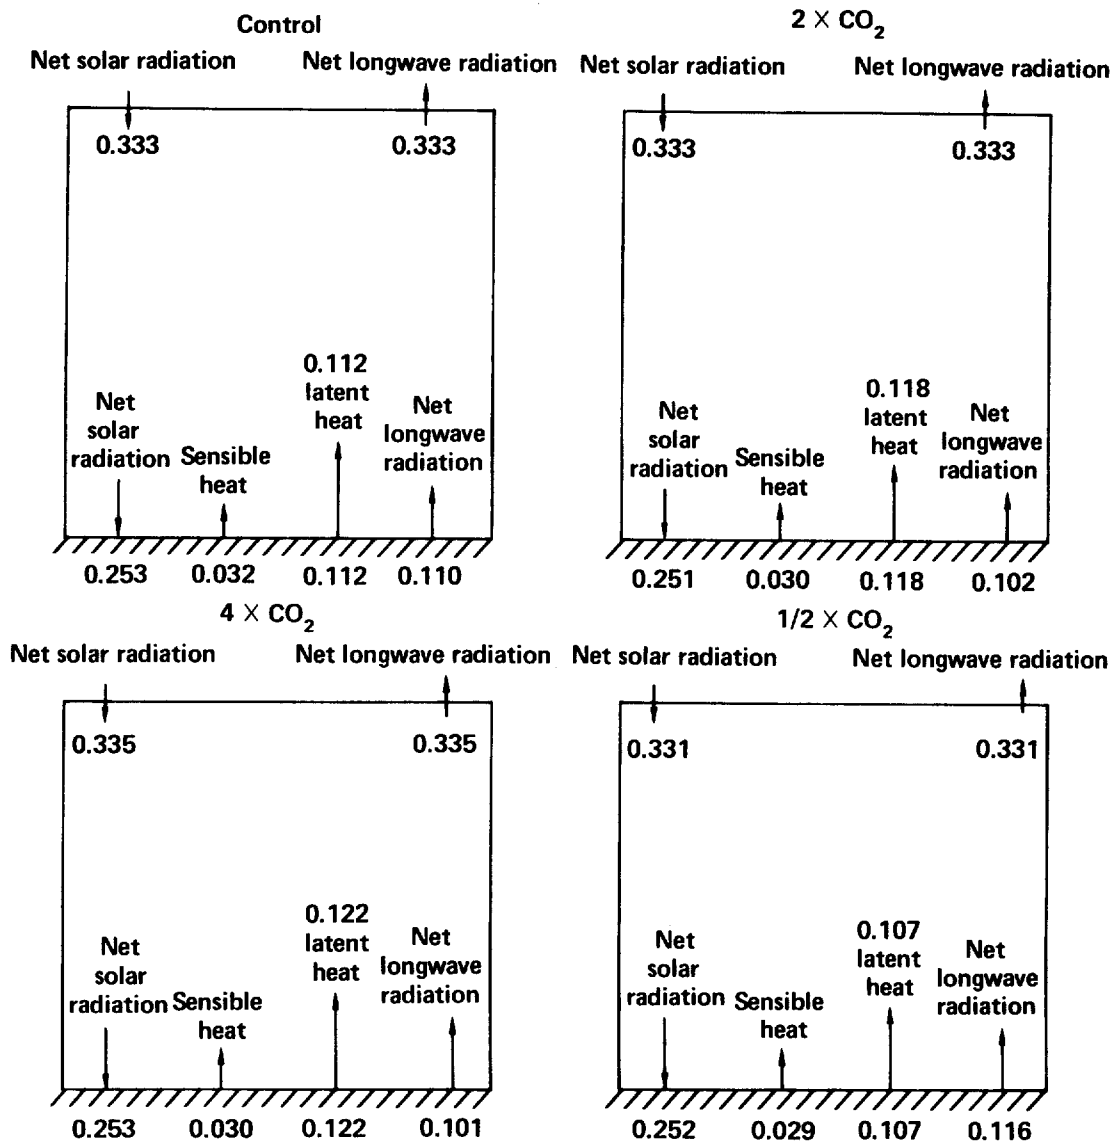 Control
Net solar radiation Net longwave radiation
0.333 0.333
0.112
latent
heat
Net
solar
radiation
Sensible
heat
Net
longwave
radiation
0.253 0.032 0.112 0.110
2 × CO₂
Net solar radiation Net longwave radiation
0.333 0.333
0.118
latent
heat
Net
solar
radiation
Sensible
heat
Net
longwave
radiation
0.251 0.030 0.118 0.102
4 × CO₂
Net solar radiation Net longwave radiation
0.335 0.335
0.122
latent
heat
Net
solar
radiation
Sensible
heat
Net
longwave
radiation
0.253 0.030 0.122 0.101
1/2 × CO₂
Net solar radiation Net longwave radiation
0.331 0.331
0.107
latent
heat
Net
solar
radiation
Sensible
heat
Net
longwave
radiation
0.252 0.029 0.107 0.116